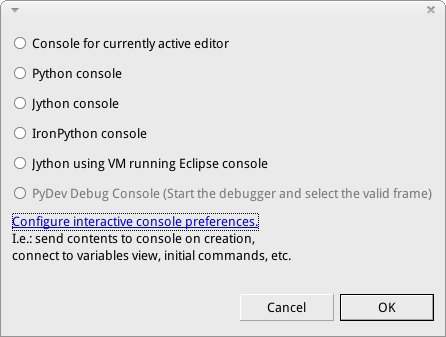 Console for currently active editor
Python console
Jython console
IronPython console
Jython using VM running Eclipse console
PyDev Debug Console (Start the debugger and select the valid frame)
Configure interactive console preferences.
I.e.: send contents to console on creation,
connect to variables view, initial commands, etc.
Cancel
OK